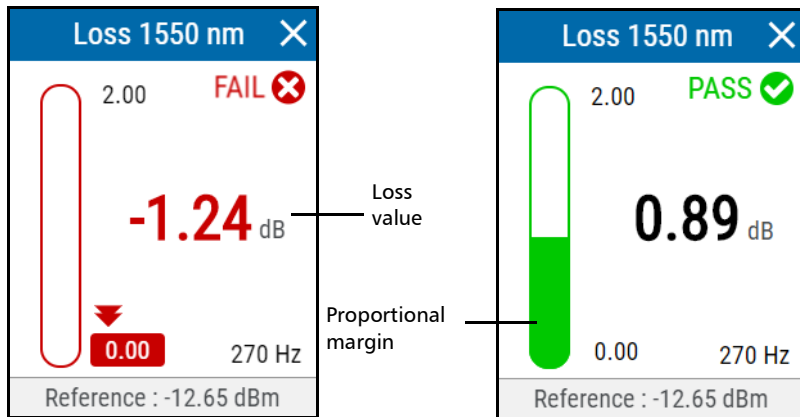 Loss 1550 nm
2.00
FAIL
-1.24 dB
0.00
270 Hz
Reference : -12.65 dBm
Loss
value
Proportional
margin
Loss 1550 nm
2.00
PASS
0.89 dB
0.00
270 Hz
Reference : -12.65 dBm